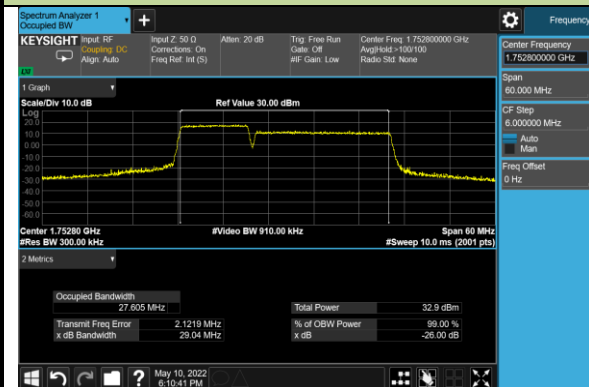 Spectrum Analyzer 1
Occupied BW
Frequency
KEYSIGHT
Input: RF
Coupling: DC
Align: Auto
Input Z: 50 Ω
Corrections: On
Freq Ref: Int (S)
Atten: 20 dB
Trig: Free Run
Gate: Off
#IF Gain: Low
Center Freq: 1.752800000 GHz
Avg|Hold:>100/100
Radio Std: None
Center Frequency
1.752800000 GHz
Span
60.000 MHz
CF Step
6.000000 MHz
Auto
Man
Freq Offset
0 Hz
1 Graph
Scale/Div 10.0 dB
Ref Value 30.00 dBm
Log
20.0
10.0
0.00
-10.0
-20.0
-30.0
-40.0
-50.0
-60.0
Center 1.75280 GHz
#Video BW 910.00 kHz
Span 60 MHz
#Res BW 300.00 kHz
#Sweep 10.0 ms (2001 pts)
2 Metrics
Occupied Bandwidth
27.605 MHz
Total Power
32.9 dBm
Transmit Freq Error
2.1219 MHz
% of OBW Power
99.00 %
x dB Bandwidth
29.04 MHz
x dB
-26.00 dB
?
May 10, 2022
6:10:41 PM